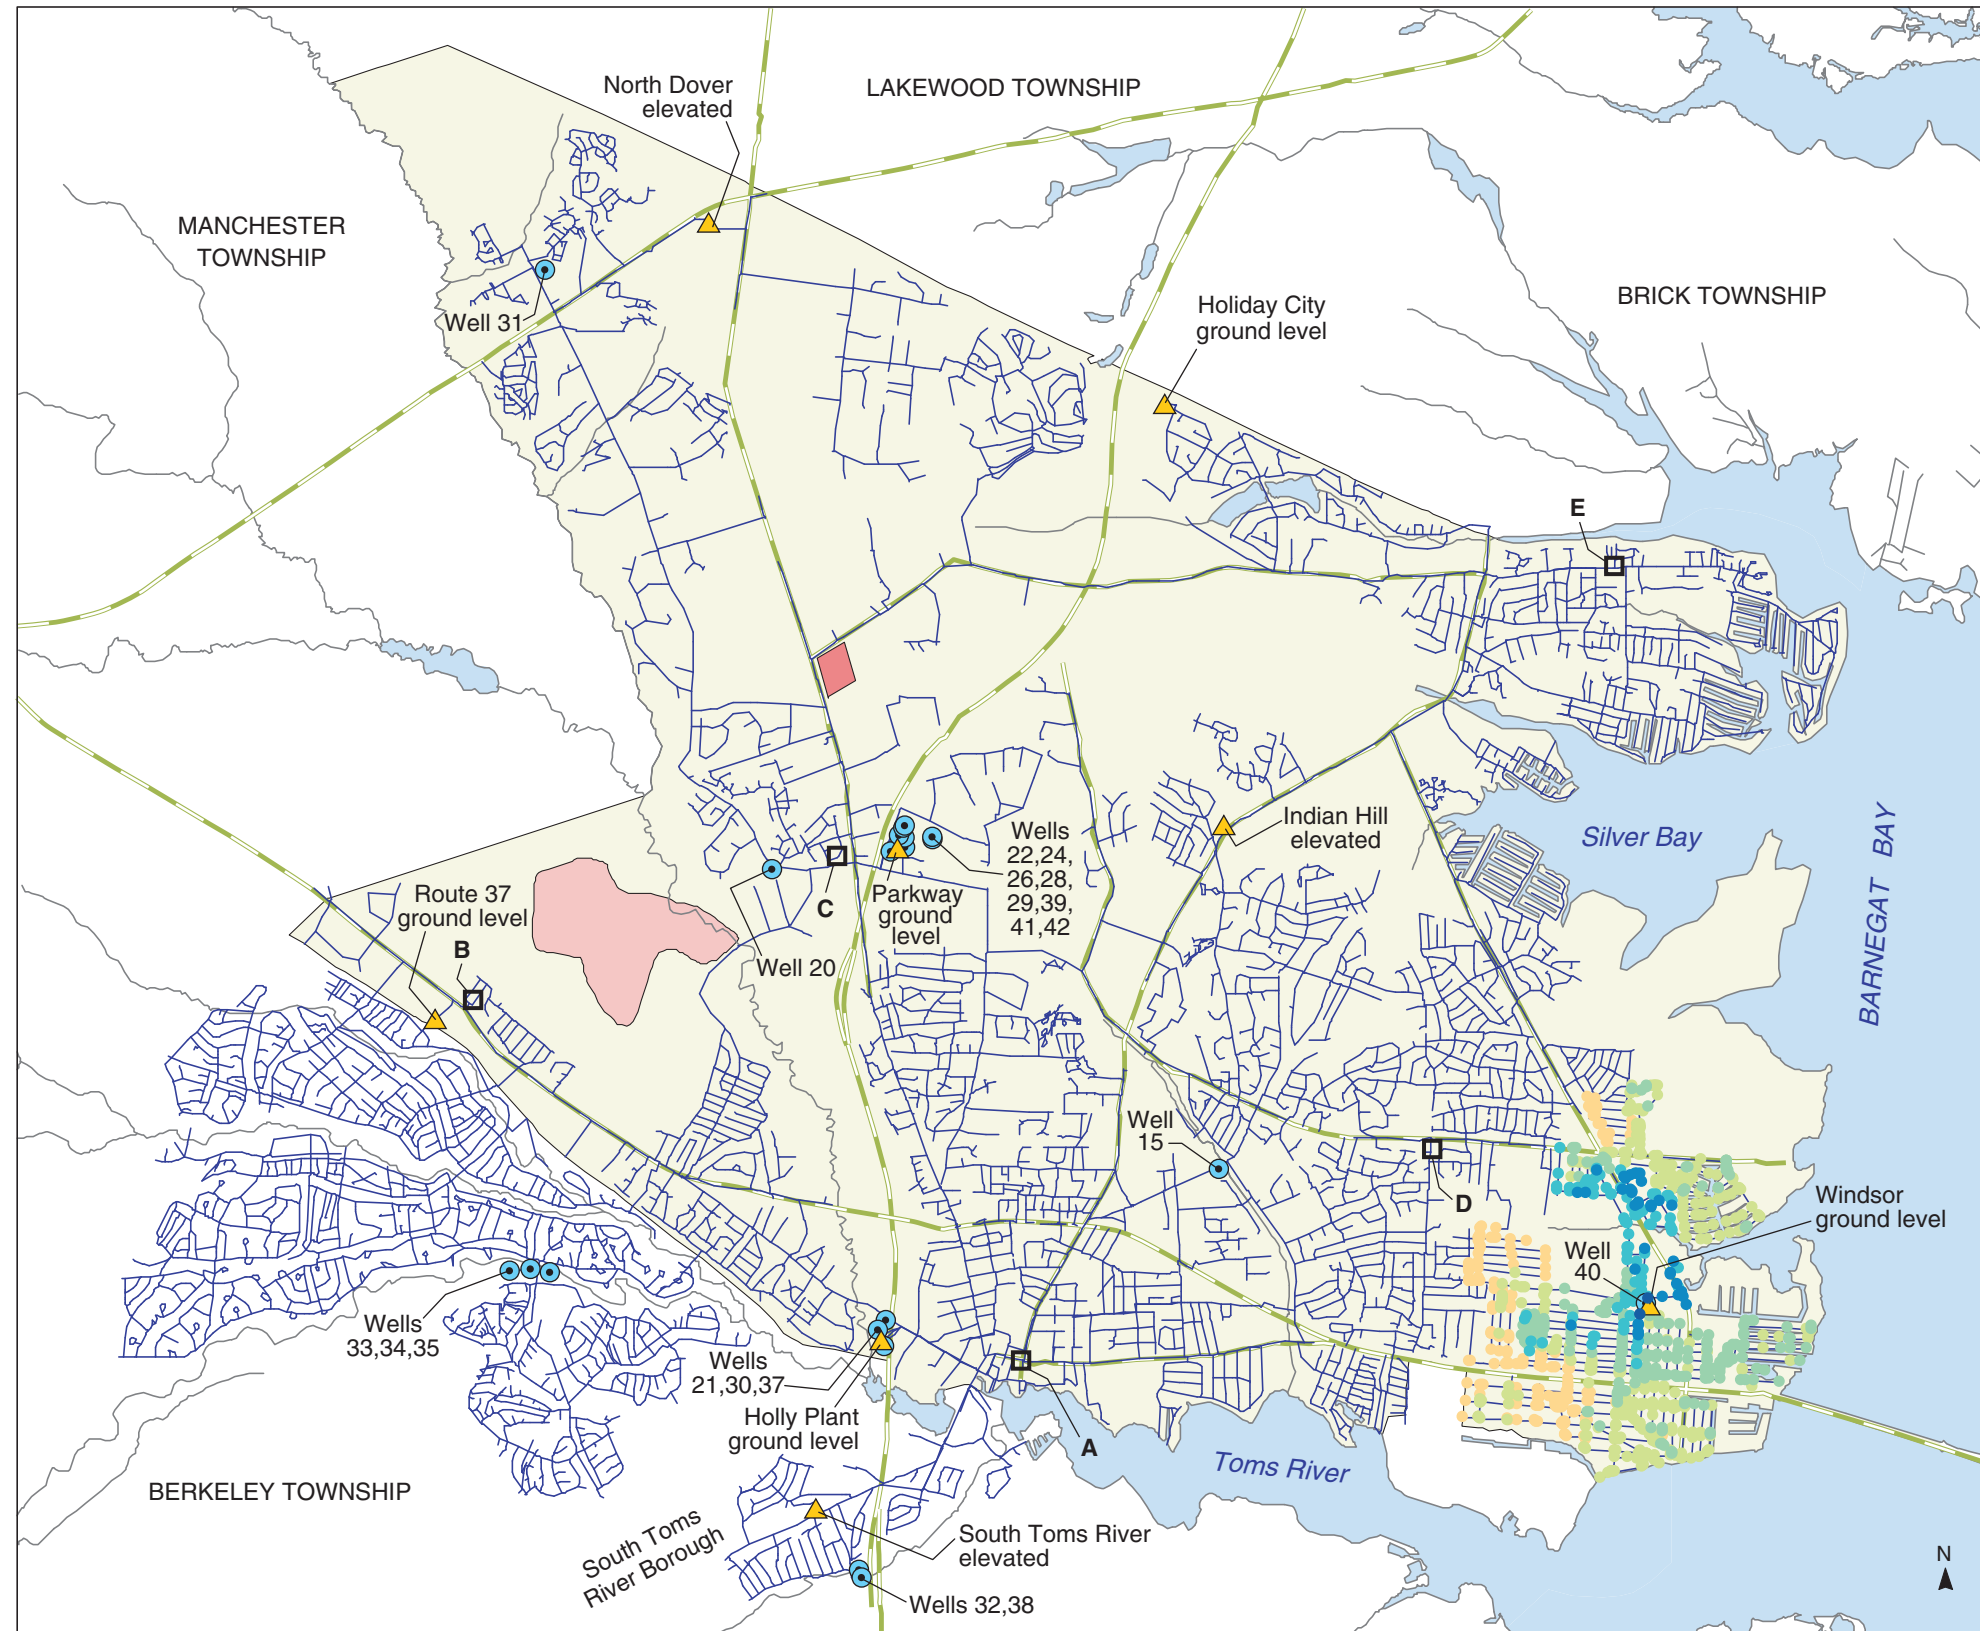 North Dover
elevated
LAKEWOOD TOWNSHIP
MANCHESTER
TOWNSHIP
Well 31
Holiday City
ground level
BRICK TOWNSHIP
E
Indian Hill
elevated
Silver Bay
BARNEGAT BAY
Wells
22,24,
26,28,
29,39,
41,42
Parkway
ground
level
C
Well 20
Route 37
ground level
B
Well
15
D
Windsor
ground level
Well
40
Wells
33,34,35
Wells
21,30,37
Holly Plant
ground level
A
Toms River
BERKELEY TOWNSHIP
South Toms
River Borough
South Toms River
elevated
Wells 32,38
N